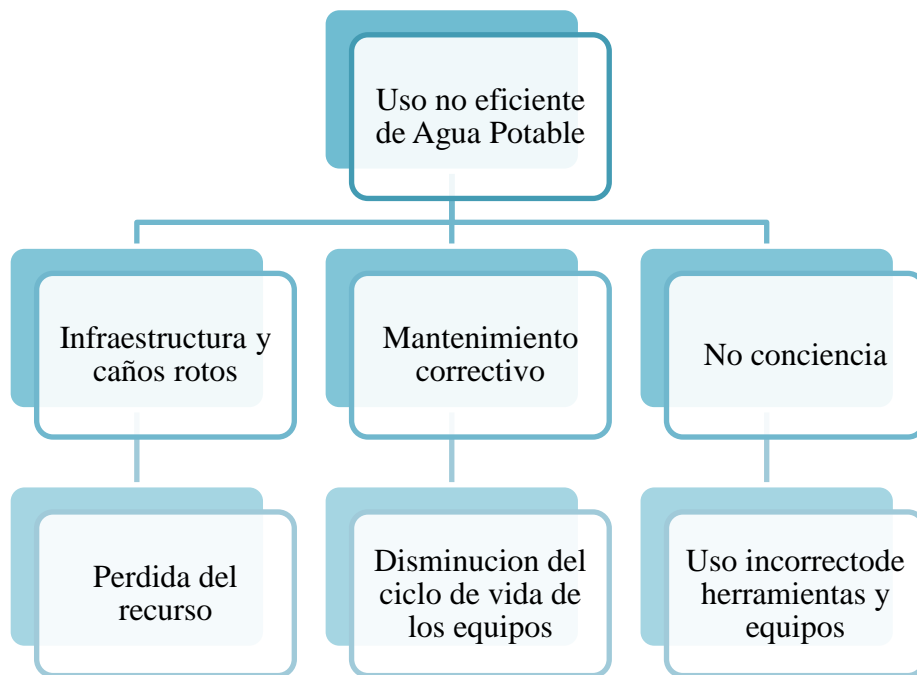 Uso no eficiente
de Agua Potable
Infraestructura y
caños rotos
Mantenimiento
correctivo
No conciencia
Perdida del
recurso
Disminucion del
ciclo de vida de
los equipos
Uso incorrectode
herramientas y
equipos